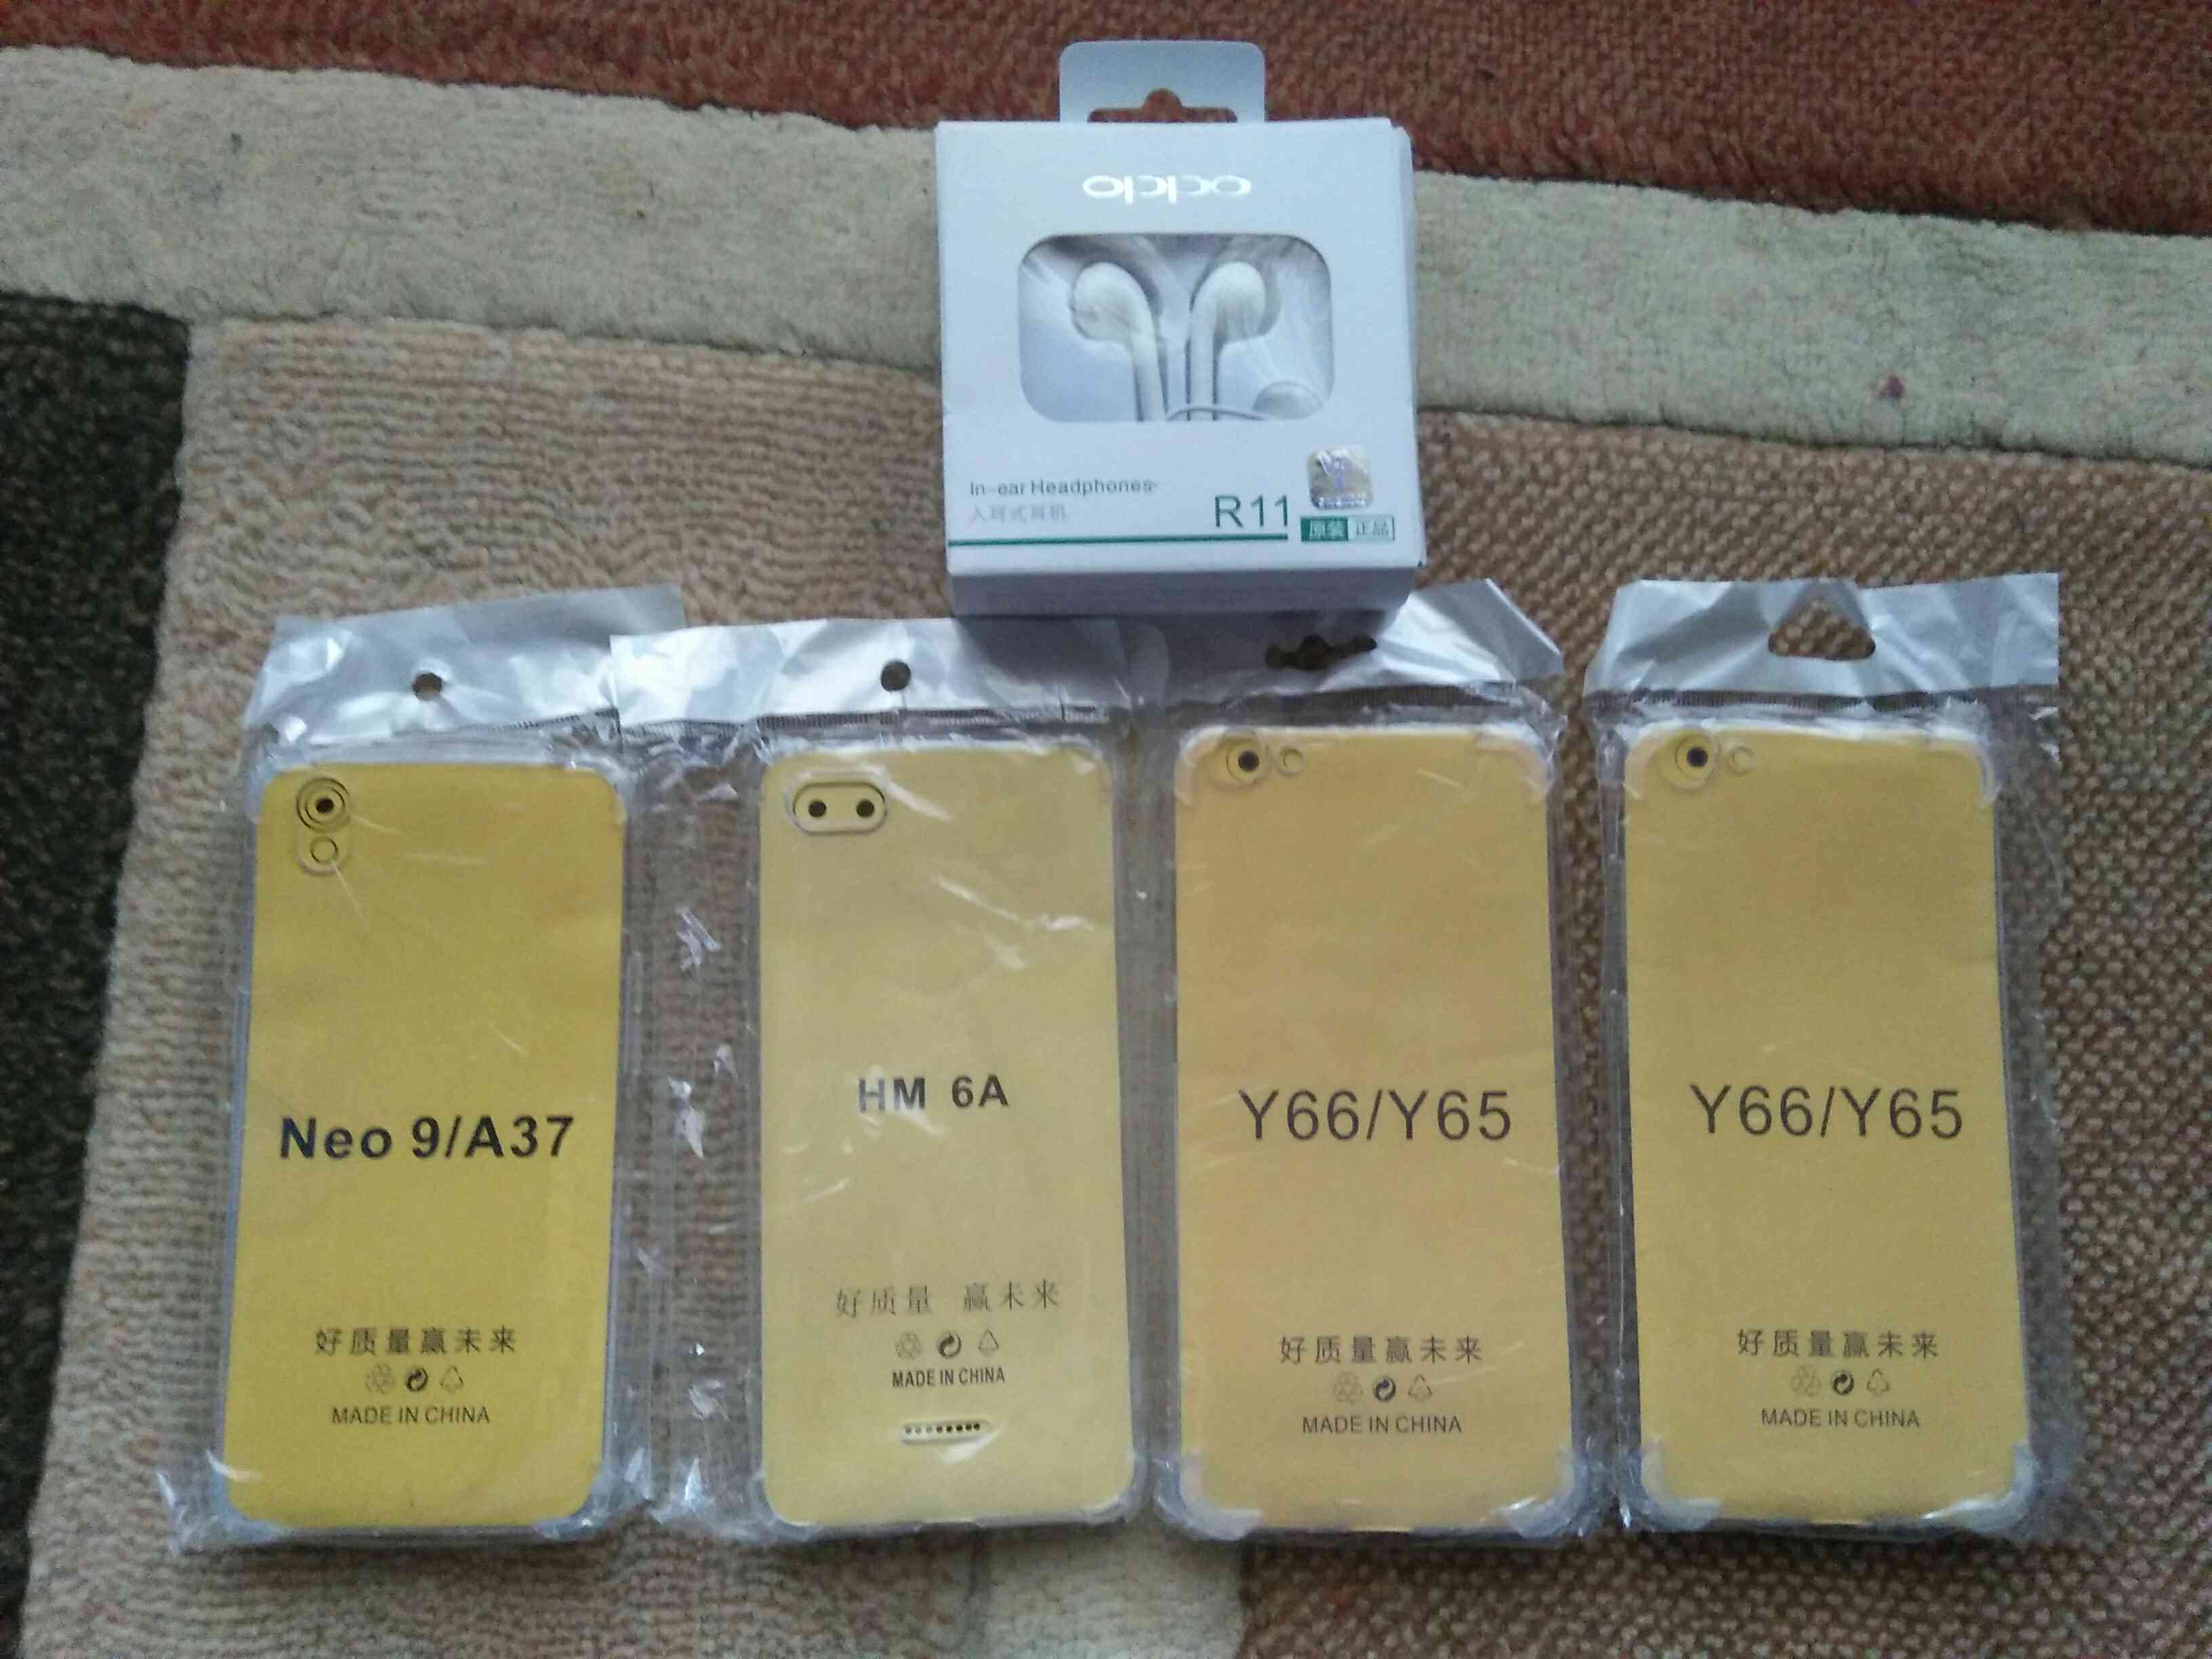 oppo
In-ear Headphones
入耳式耳机
R11
原装 正品
Neo 9/A37
好质量赢未来
MADE IN CHINA
HM 6A
好质量 赢未来
MADE IN CHINA
Y66/Y65
好质量赢未来
MADE IN CHINA
Y66/Y65
好质量赢未来
MADE IN CHINA